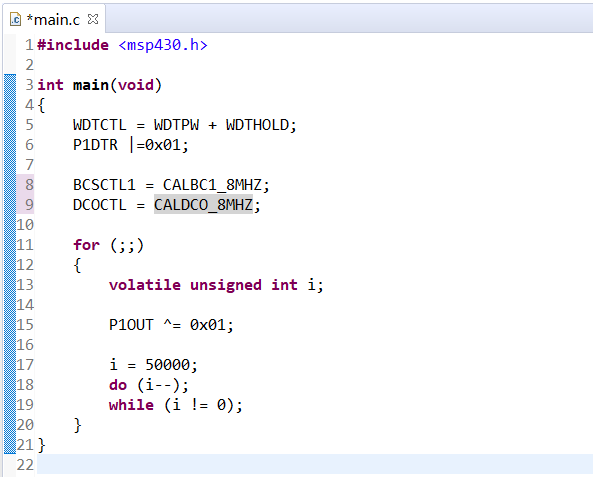 *main.c
1 #include <msp430.h>
2
3 int main(void)
4 {
5     WDTCTL = WDTPW + WDTHOLD;
6     P1DTR |=0x01;
7
8     BCSCTL1 = CALBC1_8MHZ;
9     DCOCTL = CALDCO_8MHZ;
10
11     for (;;)
12     {
13         volatile unsigned int i;
14
15         P1OUT ^= 0x01;
16
17         i = 50000;
18         do (i--);
19         while (i != 0);
20     }
21 }
22